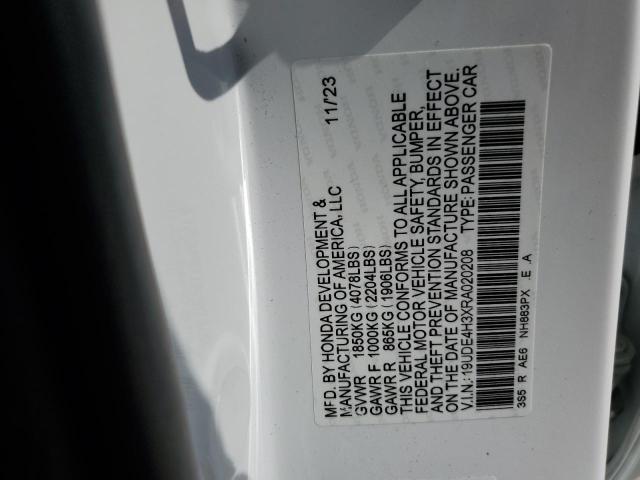 MFD. BY HONDA DEVELOPMENT & 11/'23
MANUFACTURING OF AMERICA, LLC
GVWR 1850KG (4078LBS)
GAWR F 1000KG (2204LBS)
GAWR R 865KG (1906LBS)
THIS VEHICLE CONFORMS TO ALL APPLICABLE
FEDERAL MOTOR VEHICLE SAFETY, BUMPER,
AND THEFT PREVENTION STANDARDS IN EFFECT
ON THE DATE OF MANUFACTURE SHOWN ABOVE.
V.I.N.: 19UDE4H3XRA020208 TYPE: PASSENGER CAR
3S5 R AE6 NH883PX .E .A